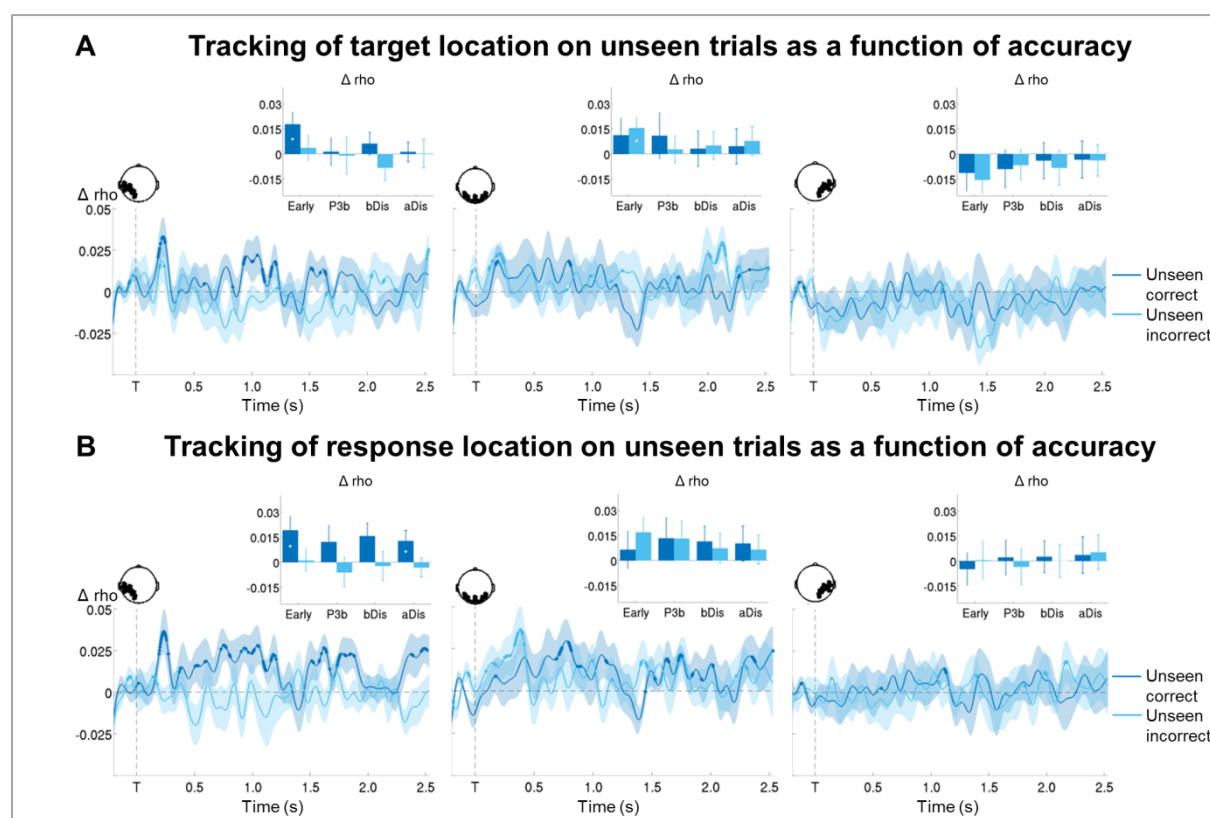 A Tracking of target location on unseen trials as a function of accuracy
Δ rho Δ rho Δ rho
0.03 0.03 0.03
0.015 0.015 0.015
0 0 0
-0.015 -0.015 -0.015
Early P3b bDis aDis Early P3b bDis aDis Early P3b bDis aDis
Δ rho
0.05
0.025
0
-0.025
Unseen
correct
Unseen
incorrect
T 0.5 1.0 1.5 2.0 2.5 T 0.5 1.0 1.5 2.0 2.5 T 0.5 1.0 1.5 2.0 2.5
Time (s) Time (s) Time (s)
B Tracking of response location on unseen trials as a function of accuracy
Δ rho Δ rho Δ rho
0.03 0.03 0.03
0.015 0.015 0.015
0 0 0
-0.015 -0.015 -0.015
Early P3b bDis aDis Early P3b bDis aDis Early P3b bDis aDis
Δ rho
0.05
0.025
0
-0.025
Unseen
correct
Unseen
incorrect
T 0.5 1.0 1.5 2.0 2.5 T 0.5 1.0 1.5 2.0 2.5 T 0.5 1.0 1.5 2.0 2.5
Time (s) Time (s) Time (s)